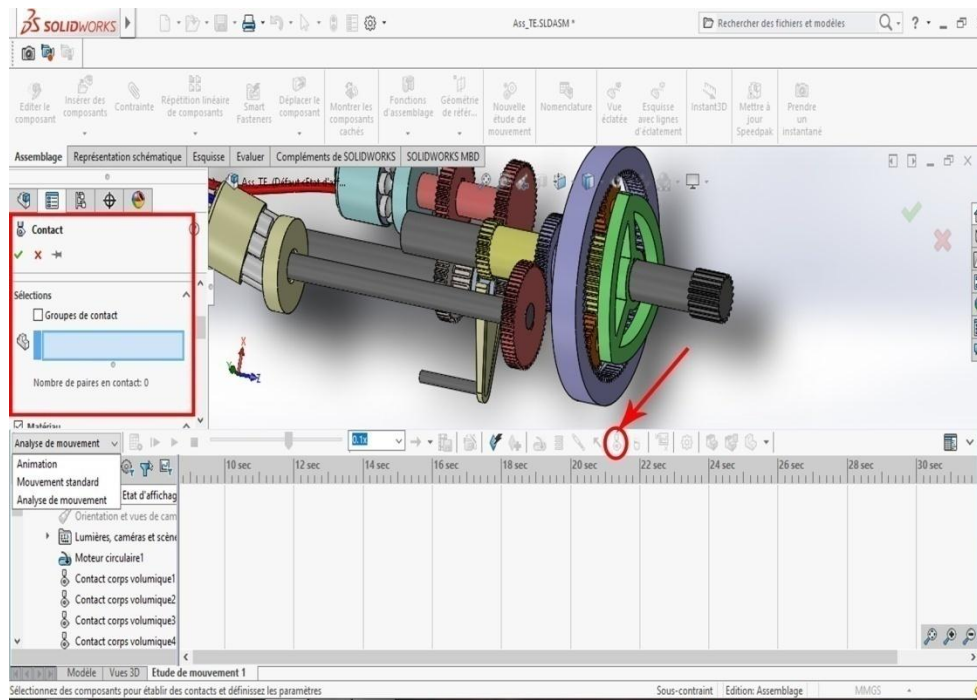 SOLIDWORKS
Ass_TE.SLDASM *
Rechercher des fichiers et modèles
Editer le composant
Insérer des composants
Contrainte
Répétition linéaire de composants
Smart Fasteners
Déplacer le composant
Montrer les composants cachés
Fonctions d'assemblage
Géométrie de référ...
Nouvelle étude de mouvement
Nomenclature
Vue éclatée
Esquisse avec lignes d'éclatement
Instant3D
Mettre à jour Speedpak
Prendre un instantané
Assemblage Représentation schématique Esquisse Evaluer Compléments de SOLIDWORKS SOLIDWORKS MBD
Ass_TE (Défaut<Etat d'af...
Contact
Sélections
Groupes de contact
Nombre de paires en contact: 0
Matériau
X
Y
Z
Analyse de mouvement
0.1x
Animation
Mouvement standard
Analyse de mouvement
10 sec 12 sec 14 sec 16 sec 18 sec 20 sec 22 sec 24 sec 26 sec 28 sec 30 sec
Etat d'affichag
Orientation et vues de cam
Lumières, caméras et scèn
Moteur circulaire1
Contact corps volumique1
Contact corps volumique2
Contact corps volumique3
Contact corps volumique4
Modèle Vues 3D Etude de mouvement 1
Sélectionnez des composants pour établir des contacts et définissez les paramètres
Sous-contraint Edition: Assemblage MMGS